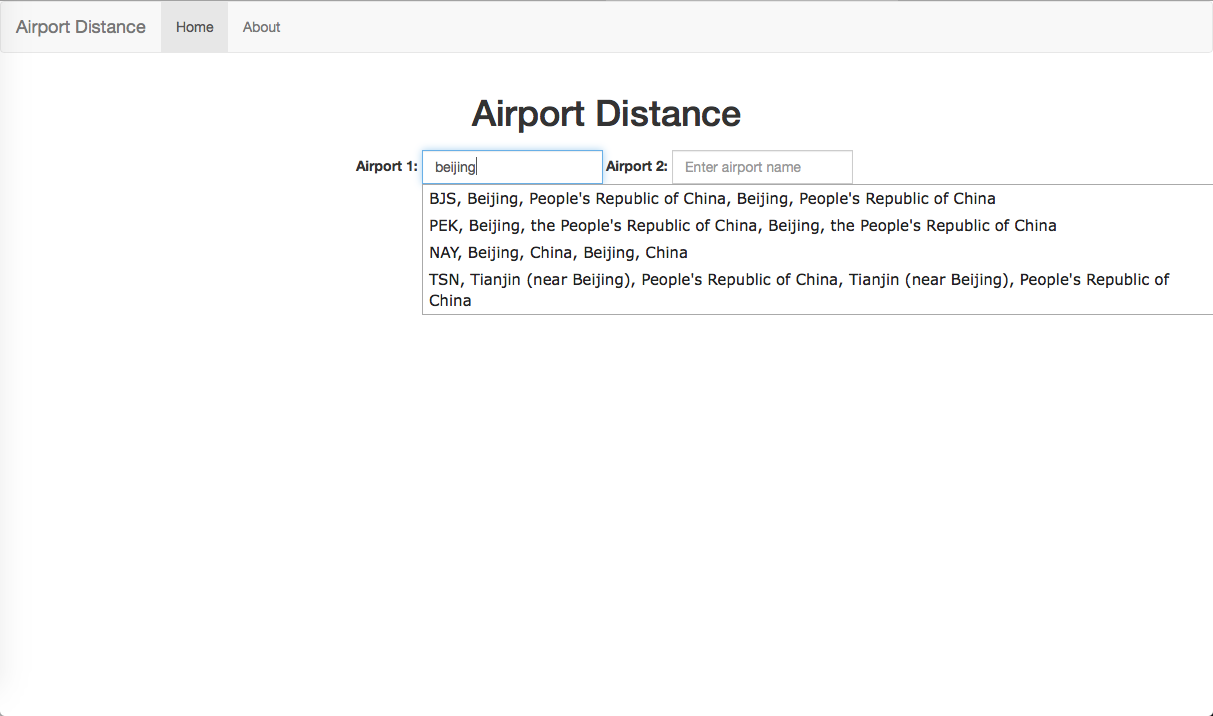 Airport Distance Home About
Airport Distance
Airport 1: beijing Airport 2: Enter airport name
BJS, Beijing, People's Republic of China, Beijing, People's Republic of China
PEK, Beijing, the People's Republic of China, Beijing, the People's Republic of China
NAY, Beijing, China, Beijing, China
TSN, Tianjin (near Beijing), People's Republic of China, Tianjin (near Beijing), People's Republic of
China